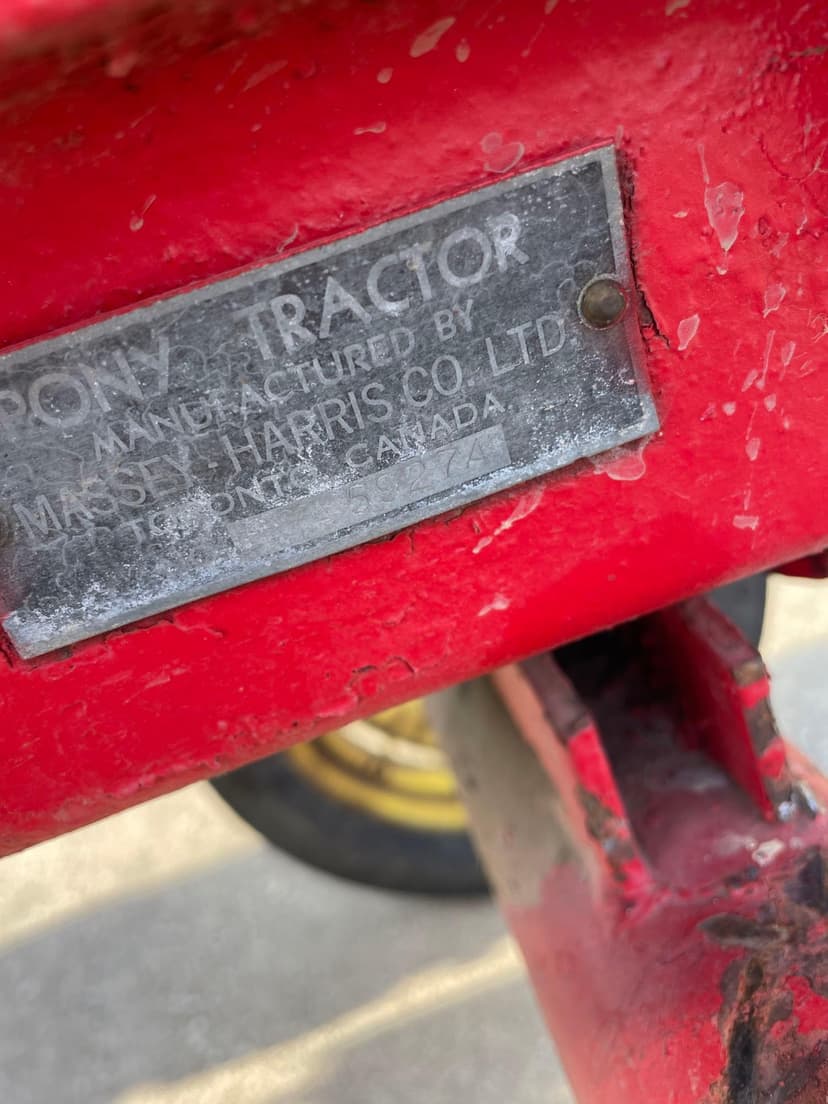 PONY TRACTOR
MANUFACTURED BY
MASSEY-HARRIS CO. LTD.
TORONTO, CANADA.